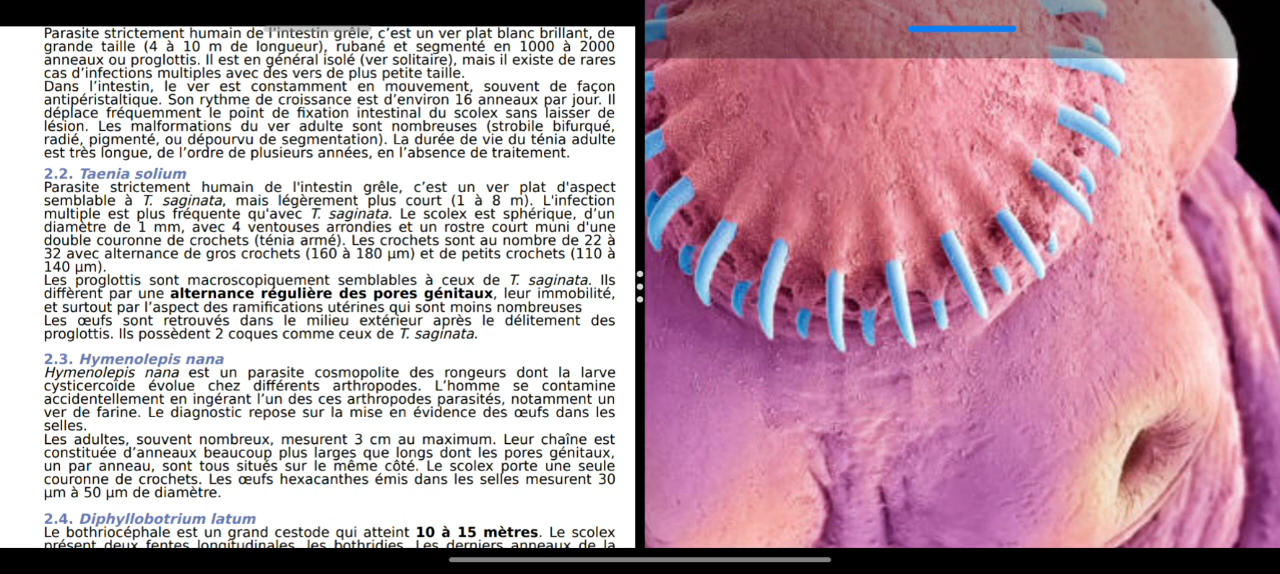 Parasite strictement humain de l'intestin grêle, c’est un ver plat blanc brillant, de
grande taille (4 à 10 m de longueur), rubané et segmenté en 1000 à 2000
anneaux ou proglottis. Il est en général isolé (ver solitaire), mais il existe de rares
cas d’infections multiples avec des vers de plus petite taille.
Dans l’intestin, le ver est constamment en mouvement, souvent de façon
antipéristaltique. Son rythme de croissance est d’environ 16 anneaux par jour. Il
déplace fréquemment le point de fixation intestinal du scolex sans laisser de
lésion. Les malformations du ver adulte sont nombreuses (strobile bifurqué,
radié, pigmenté, ou dépourvu de segmentation). La durée de vie du ténia adulte
est très longue, de l’ordre de plusieurs années, en l’absence de traitement.
2.2. Taenia solium
Parasite strictement humain de l'intestin grêle, c’est un ver plat d'aspect
semblable à T. saginata, mais légèrement plus court (1 à 8 m). L'infection
multiple est plus fréquente qu'avec T. saginata. Le scolex est sphérique, d’un
diamètre de 1 mm, avec 4 ventouses arrondies et un rostre court muni d'une
double couronne de crochets (ténia armé). Les crochets sont au nombre de 22 à
32 avec alternance de gros crochets (160 à 180 µm) et de petits crochets (110 à
140 µm).
Les proglottis sont macroscopiquement semblables à ceux de T. saginata. Ils
diffèrent par une alternance régulière des pores génitaux, leur immobilité,
et surtout par l’aspect des ramifications utérines qui sont moins nombreuses
Les œufs sont retrouvés dans le milieu extérieur après le délitement des
proglottis. Ils possèdent 2 coques comme ceux de T. saginata.
2.3. Hymenolepis nana
Hymenolepis nana est un parasite cosmopolite des rongeurs dont la larve
cysticercoïde évolue chez différents arthropodes. L’homme se contamine
accidentellement en ingérant l’un des ces arthropodes parasités, notamment un
ver de farine. Le diagnostic repose sur la mise en évidence des œufs dans les
selles.
Les adultes, souvent nombreux, mesurent 3 cm au maximum. Leur chaîne est
constituée d’anneaux beaucoup plus larges que longs dont les pores génitaux,
un par anneau, sont tous situés sur le même côté. Le scolex porte une seule
couronne de crochets. Les œufs hexacanthes émis dans les selles mesurent 30
µm à 50 µm de diamètre.
2.4. Diphyllobotrium latum
Le bothriocéphale est un grand cestode qui atteint 10 à 15 mètres. Le scolex
présent deux fentes longitudinales, les bothridies. Les derniers anneaux de la